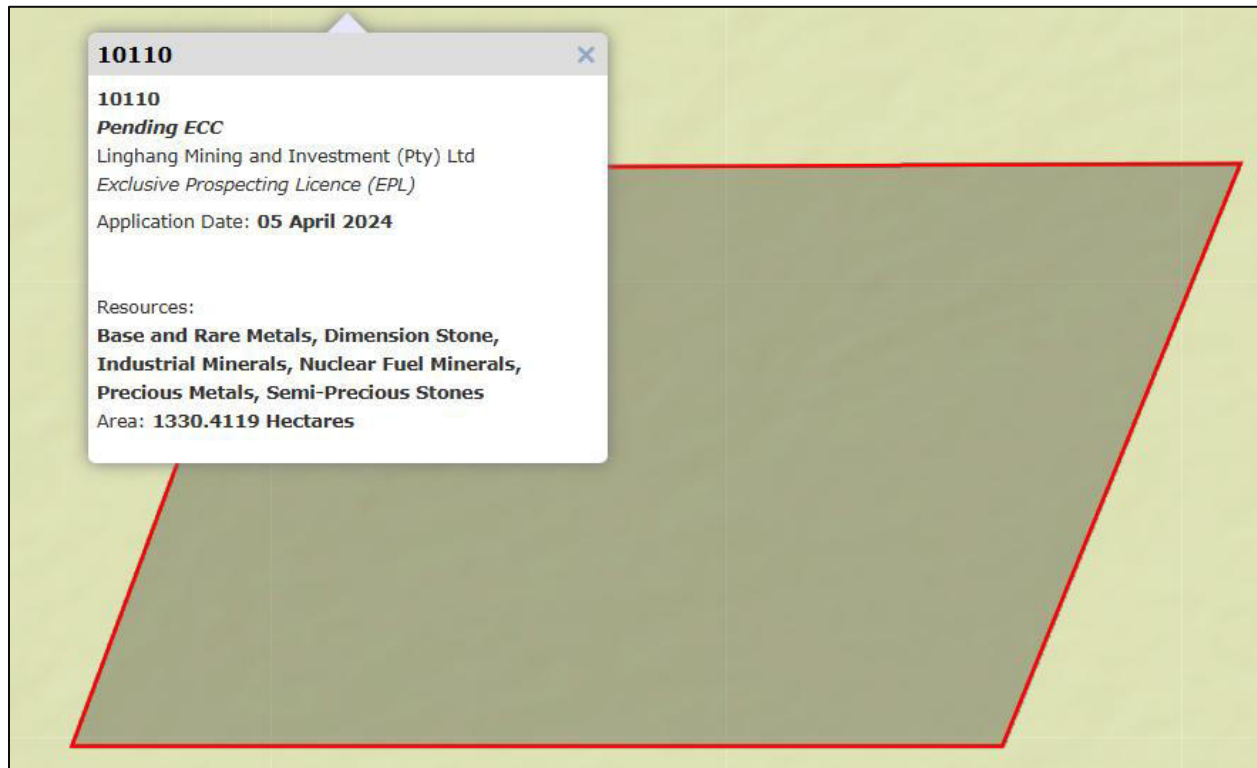 10110
10110
Pending ECC
Linghang Mining and Investment (Pty) Ltd
Exclusive Prospecting Licence (EPL)
Application Date: 05 April 2024
Resources:
Base and Rare Metals, Dimension Stone,
Industrial Minerals, Nuclear Fuel Minerals,
Precious Metals, Semi-Precious Stones
Area: 1330.4119 Hectares